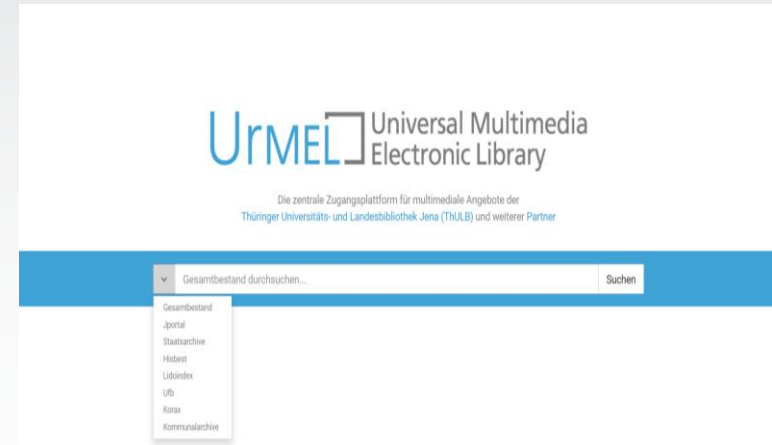 UrMEL Universal Multimedia
Electronic Library
Die zentrale Zugangsplattform für multimediale Angebote der
Thüringer Universitäts- und Landesbibliothek Jena (ThULB) und weiterer Partner
Gesamtbestand durchsuchen... Suchen
Gesamtbestand
Jportal
Staatsarchive
Hisbest
Lidoindex
Ufb
Korax
Kommunalarchive